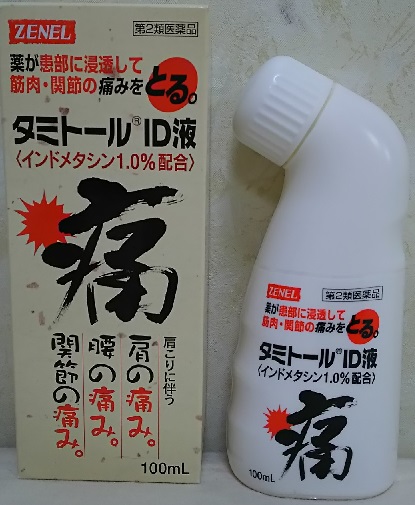 ZENEL
第2類医薬品
薬が患部に浸透して
筋肉・関節の痛みをとる。
タミトール®ID液
〈インドメタシン1.0%配合〉
痛
肩こりに伴う
肩の痛み。
腰の痛み。
関節の痛み。
100mL
ZENEL
第2類医薬品
薬が患部に浸透して
筋肉・関節の痛みをとる。
タミトール®ID液
〈インドメタシン1.0%配合〉
痛
100mL